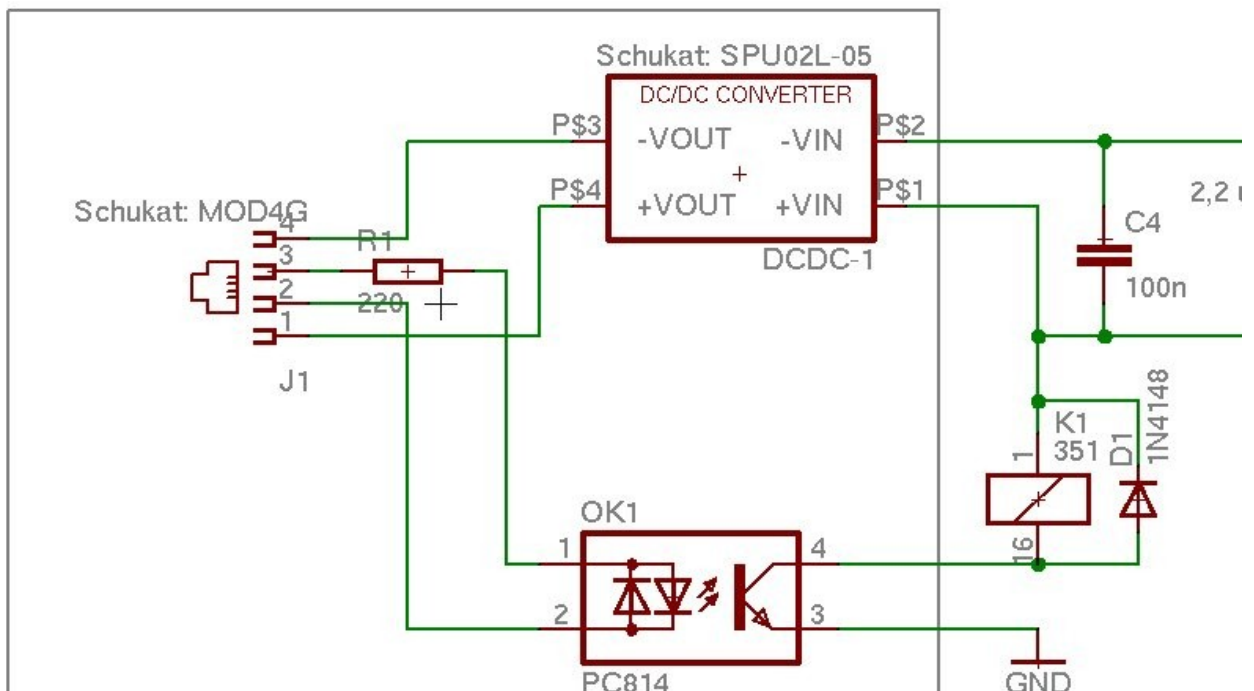 Schukat: SPU02L-05
DC/DC CONVERTER
P$3
-VOUT
-VIN
P$2
P$4
+VOUT
+VIN
P$1
DCDC-1
Schukat: MOD4G
4
3
2
1
J1
R1
220
C4
100n
2,2 u
K1
351
1
16
D1
1N4148
OK1
1
2
4
3
PC814
GND